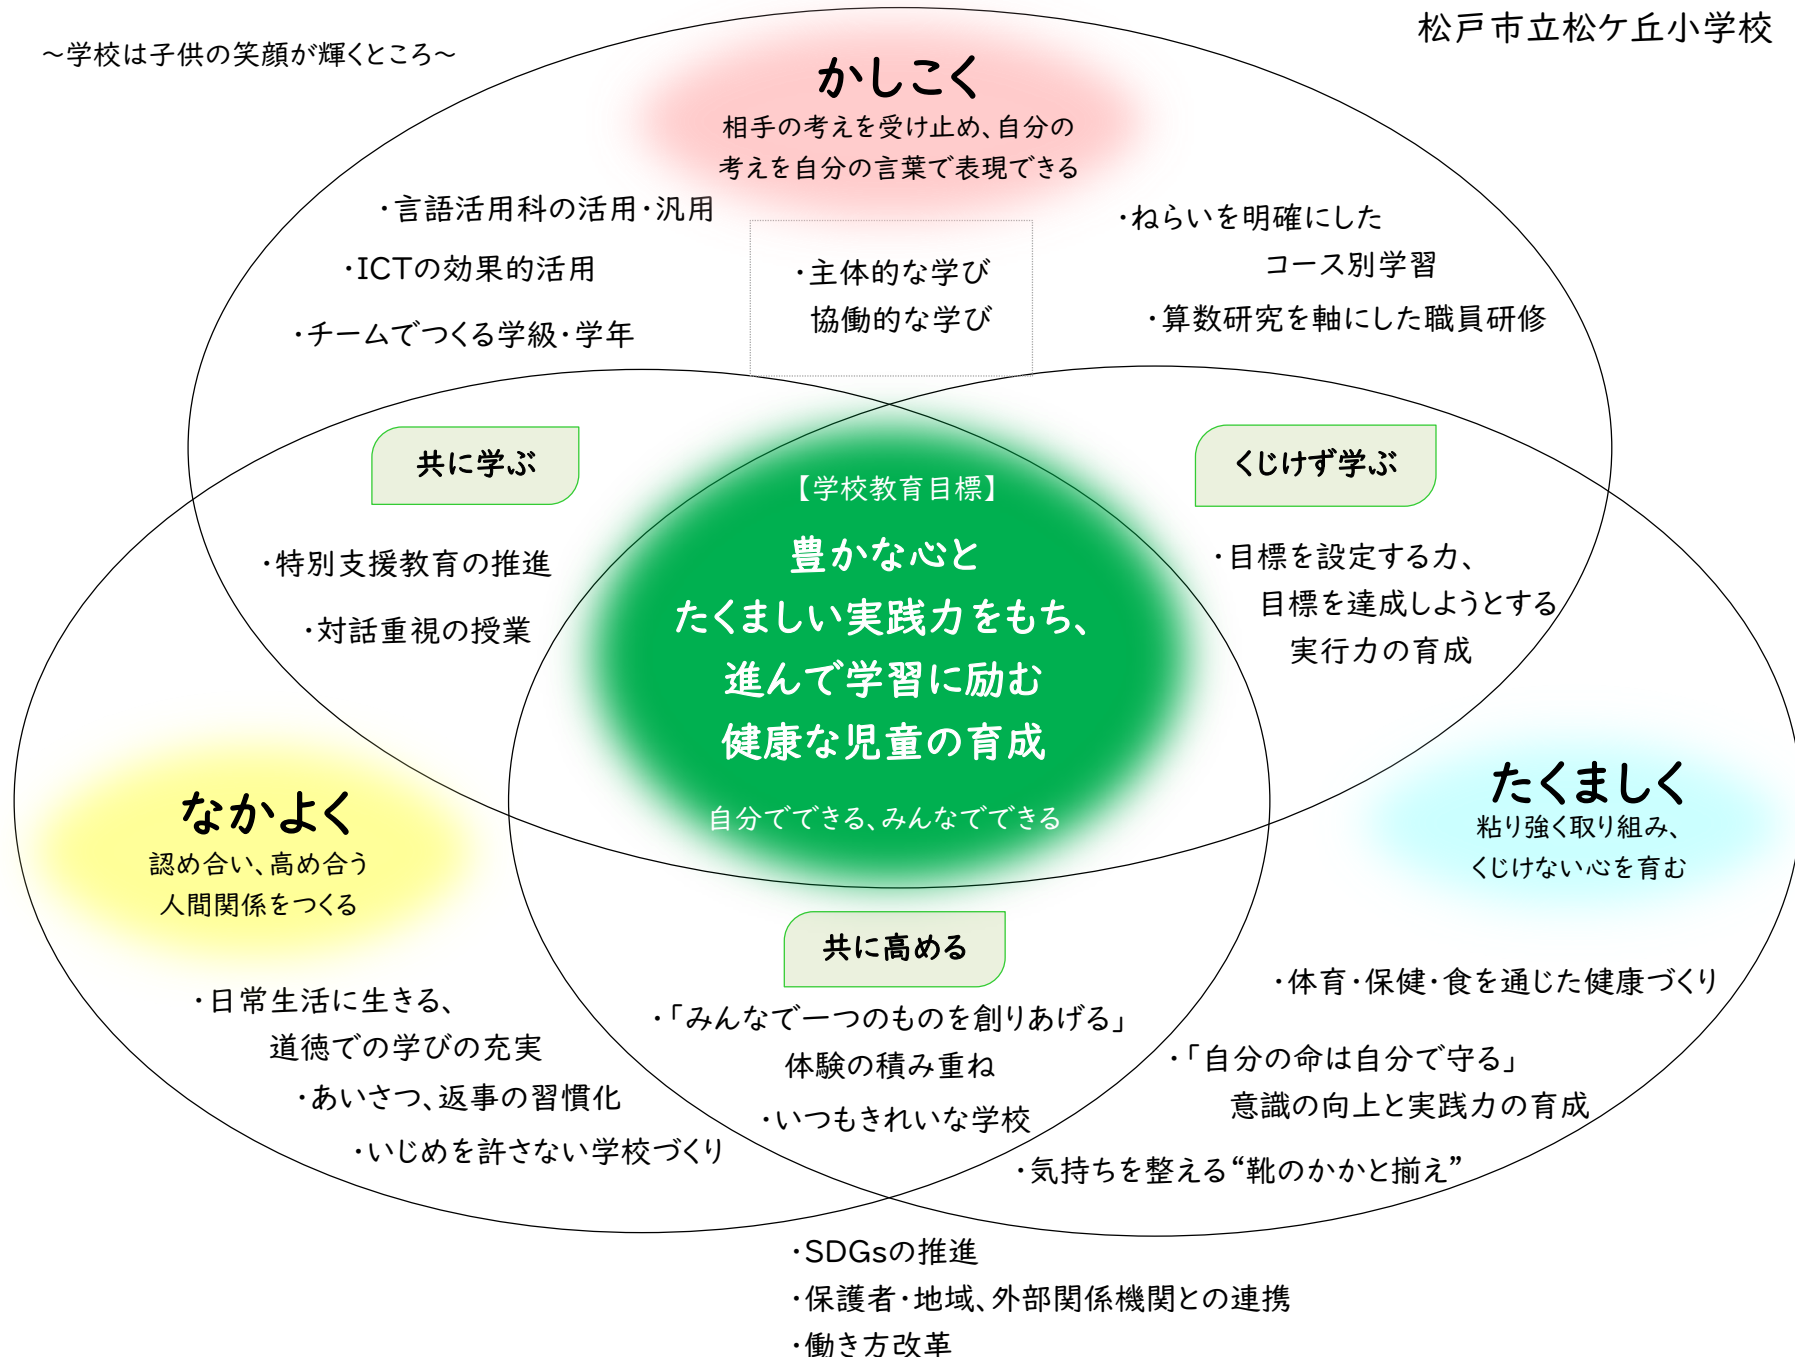 松戸市立松ケ丘小学校
～学校は子供の笑顔が輝くところ～
かしこく
相手の考えを受け止め、自分の
考えを自分の言葉で表現できる
・言語活用科の活用・汎用
・ICTの効果的活用
・チームでつくる学級・学年
・主体的な学び
協働的な学び
・ねらいを明確にした
コース別学習
・算数研究を軸にした職員研修
共に学ぶ
・特別支援教育の推進
・対話重視の授業
【学校教育目標】
豊かな心と
たくましい実践力をもち、
進んで学習に励む
健康な児童の育成
自分でできる、みんなでできる
くじけず学ぶ
・目標を設定する力、
目標を達成しようとする
実行力の育成
なかよく
認め合い、高め合う
人間関係をつくる
・日常生活に生きる、
道徳での学びの充実
・あいさつ、返事の習慣化
・いじめを許さない学校づくり
共に高める
・「みんなで一つのものを創りあげる」
体験の積み重ね
・いつもきれいな学校
たくましく
粘り強く取り組み、
くじけない心を育む
・体育・保健・食を通じた健康づくり
・「自分の命は自分で守る」
意識の向上と実践力の育成
・気持ちを整える“靴のかかと揃え”
・SDGsの推進
・保護者・地域、外部関係機関との連携
・働き方改革